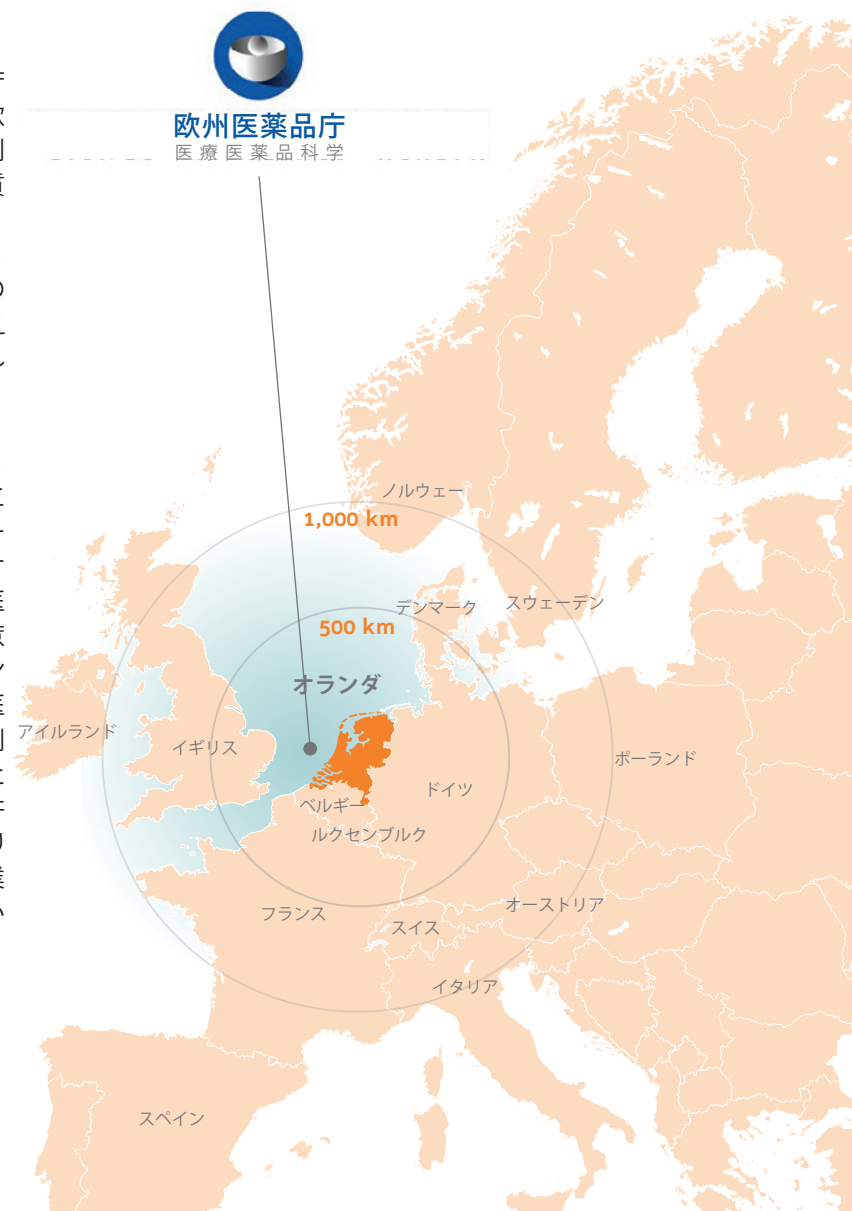 欧州医薬品庁
医療医薬品科学
ノルウェー
1,000 km
デンマーク
スウェーデン
500 km
オランダ
アイルランド
イギリス
ポーランド
ドイツ
ベルギー
ルクセンブルク
オーストリア
フランス
スイス
イタリア
スペイン